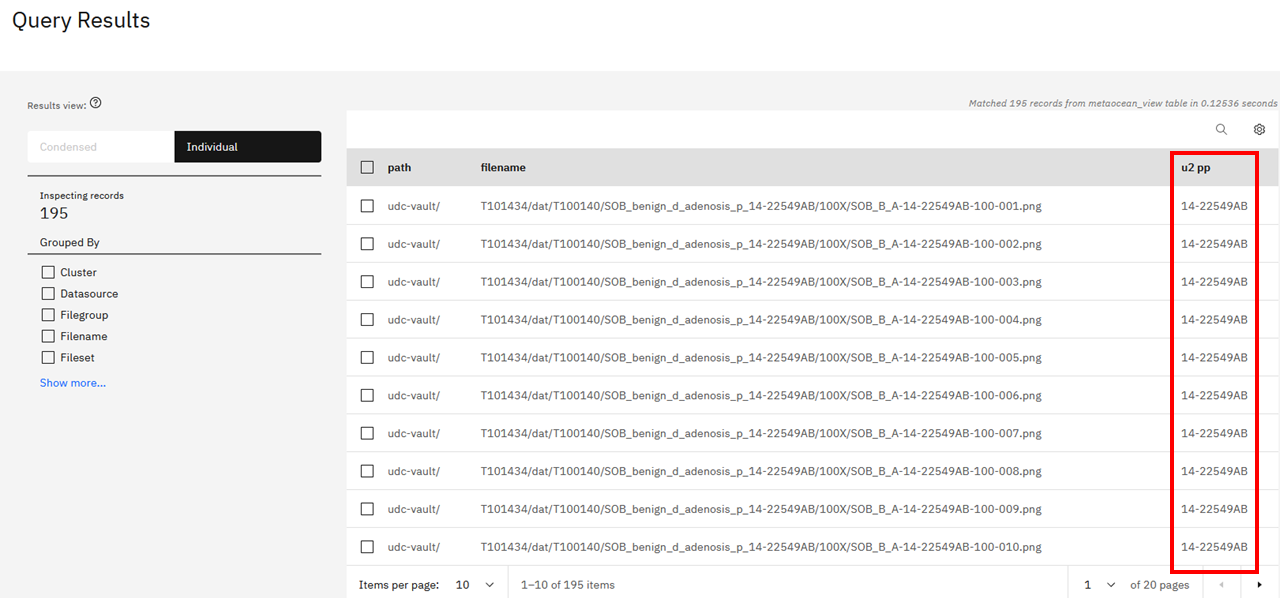 Query Results
Results view:
Matched 195 records from metaocean_view table in 0.12536 seconds
Condensed
Individual
Inspecting records
195
Grouped By
Cluster
Datasource
Filegroup
Filename
Fileset
Show more...
path filename u2 pp
udc-vault/ T101434/dat/T100140/SOB_benign_d_adenosis_p_14-22549AB/100X/SOB_B_A-14-22549AB-100-001.png 14-22549AB
udc-vault/ T101434/dat/T100140/SOB_benign_d_adenosis_p_14-22549AB/100X/SOB_B_A-14-22549AB-100-002.png 14-22549AB
udc-vault/ T101434/dat/T100140/SOB_benign_d_adenosis_p_14-22549AB/100X/SOB_B_A-14-22549AB-100-003.png 14-22549AB
udc-vault/ T101434/dat/T100140/SOB_benign_d_adenosis_p_14-22549AB/100X/SOB_B_A-14-22549AB-100-004.png 14-22549AB
udc-vault/ T101434/dat/T100140/SOB_benign_d_adenosis_p_14-22549AB/100X/SOB_B_A-14-22549AB-100-005.png 14-22549AB
udc-vault/ T101434/dat/T100140/SOB_benign_d_adenosis_p_14-22549AB/100X/SOB_B_A-14-22549AB-100-006.png 14-22549AB
udc-vault/ T101434/dat/T100140/SOB_benign_d_adenosis_p_14-22549AB/100X/SOB_B_A-14-22549AB-100-007.png 14-22549AB
udc-vault/ T101434/dat/T100140/SOB_benign_d_adenosis_p_14-22549AB/100X/SOB_B_A-14-22549AB-100-008.png 14-22549AB
udc-vault/ T101434/dat/T100140/SOB_benign_d_adenosis_p_14-22549AB/100X/SOB_B_A-14-22549AB-100-009.png 14-22549AB
udc-vault/ T101434/dat/T100140/SOB_benign_d_adenosis_p_14-22549AB/100X/SOB_B_A-14-22549AB-100-010.png 14-22549AB
Items per page: 10 1–10 of 195 items 1 of 20 pages